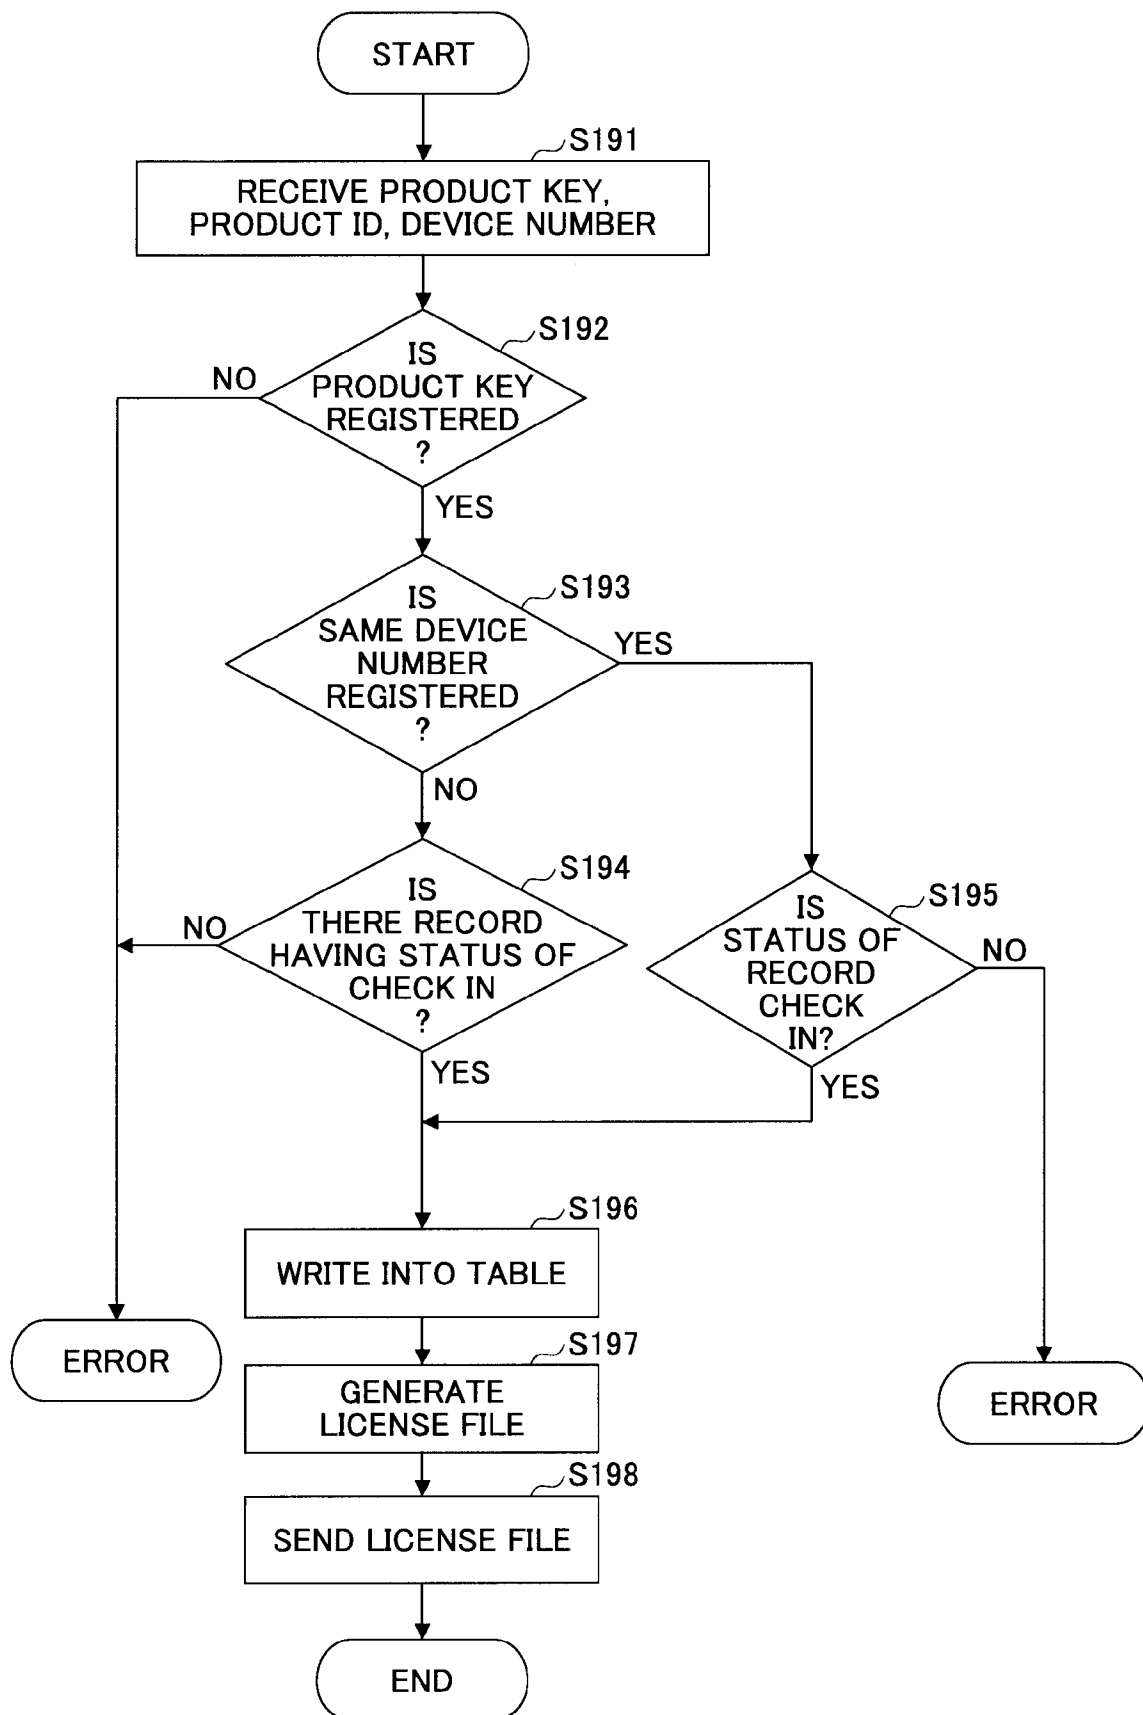 START
S191
RECEIVE PRODUCT KEY,
PRODUCT ID, DEVICE NUMBER
S192
IS
PRODUCT KEY
REGISTERED
?
NO
YES
S193
IS
SAME DEVICE
NUMBER
REGISTERED
?
YES
NO
S194
IS
THERE RECORD
HAVING STATUS OF
CHECK IN
?
NO
YES
S195
IS
STATUS OF
RECORD
CHECK
IN?
NO
YES
S196
WRITE INTO TABLE
ERROR
S197
GENERATE
LICENSE FILE
ERROR
S198
SEND LICENSE FILE
END